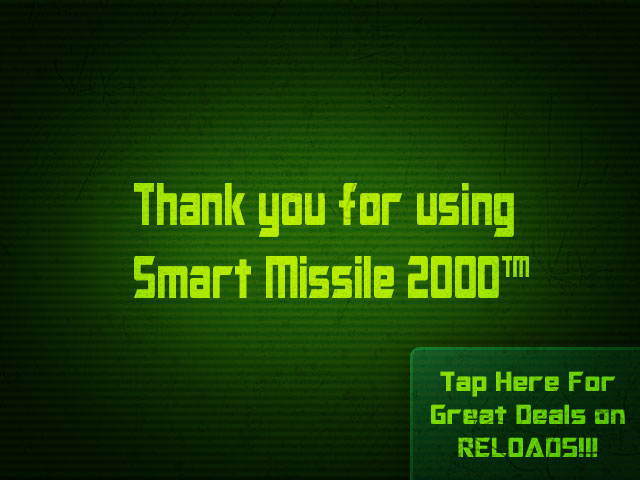 Thank you for using
Smart Missile 2000™
Tap Here For
Great Deals on
RELOADS!!!